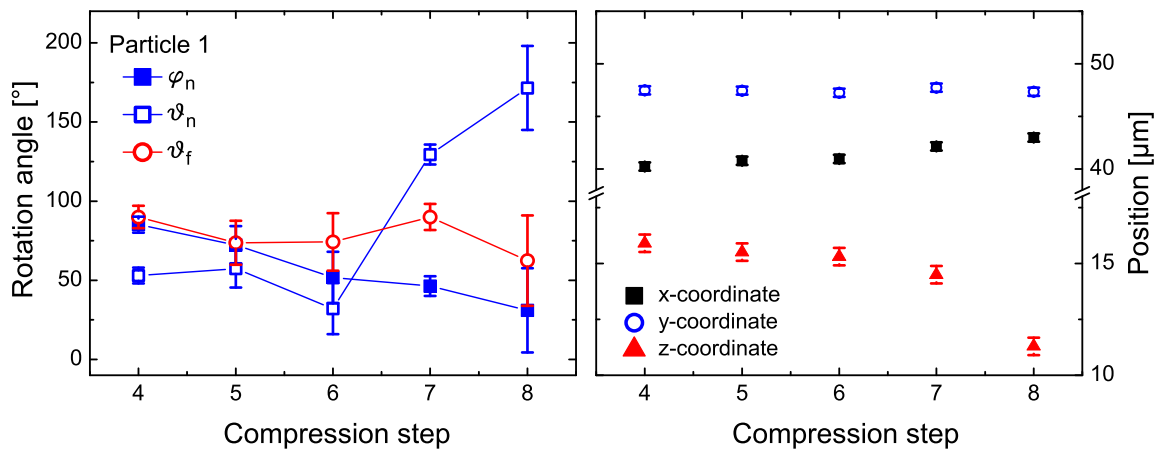 Rotation angle [°]
200
150
100
50
0
Particle 1
φn
ϑn
ϑf
4 5 6 7 8
Compression step
x-coordinate
y-coordinate
z-coordinate
4 5 6 7 8
Compression step
50
40
15
10
Position [µm]